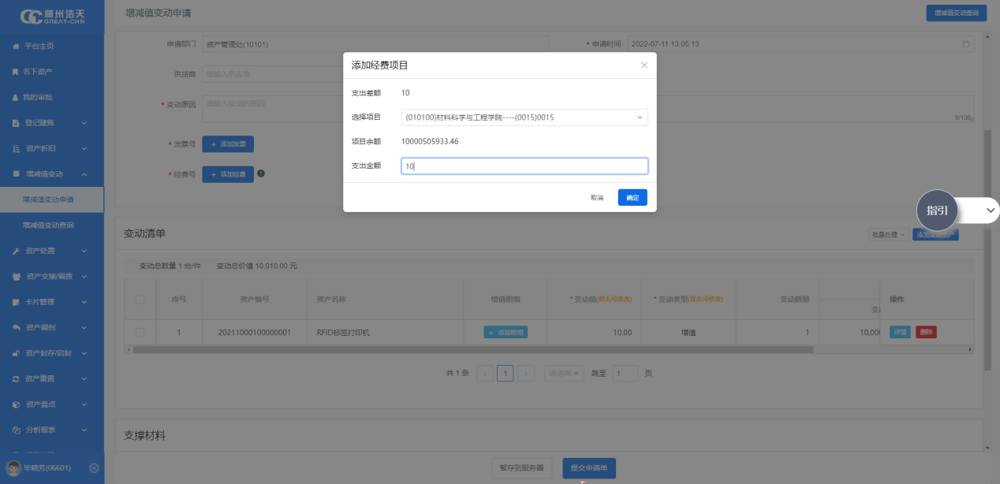 神州浩天
GREAT-CHN
增减值变动申请
增减值变动查询
平台主页
名下资产
我的审批
登记建账
资产折旧
增减值变动
增减值变动申请
增减值变动查询
资产处置
资产交接/调拨
卡片管理
资产调剂
资产封存/启封
资产重置
资产盘点
分析报表
毕晓芳(06601)
申请部门 资产管理处(10101)
* 申请时间 2022-07-11 13:05:13
供货商 请输入供应商
* 变动原因 请输入变动的原因
0/100
* 发票号 + 添加发票
* 经费号 + 添加经费
添加经费项目
支出差额 10
选择项目 (010100)材料科学与工程学院----(0015)0015
项目余额 10000505933.46
支出金额 10
取消 确定
指引
变动清单
批量处理 添加变动资产
变动总数量 1 台/件 变动总价值 10,010.00 元
序号 资产编号 资产名称 增值明细 * 变动值(双击可修改) * 变动类型(双击可修改) 变动数量 操作
变
1 20211000100000001 RFID标签打印机 + 添加明细 10.00 增值 1 10,000 详情 删除
共 1 条 < 1 > 请选择 跳至 1 页
支撑材料
暂存到服务器 提交申请单